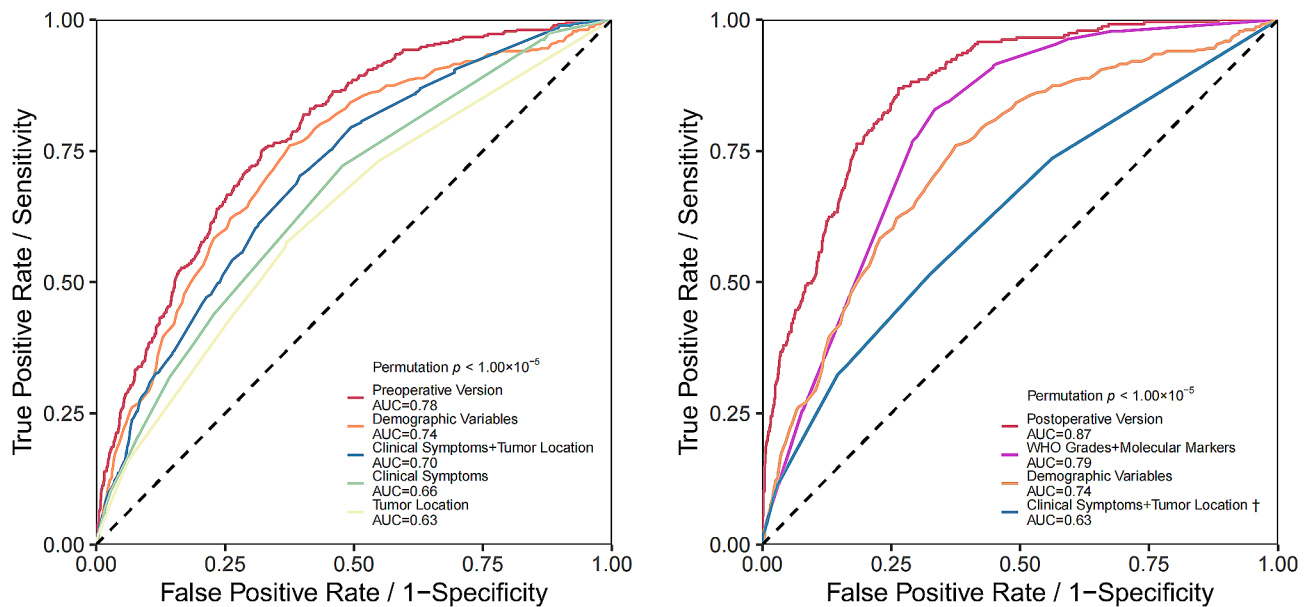 1.00
0.75
0.50
0.25
0.00
True Positive Rate / Sensitivity
Permutation p < 1.00×10⁻⁵
Preoperative Version
AUC=0.78
Demographic Variables
AUC=0.74
Clinical Symptoms+Tumor Location
AUC=0.70
Clinical Symptoms
AUC=0.66
Tumor Location
AUC=0.63
0.00 0.25 0.50 0.75 1.00
False Positive Rate / 1−Specificity
1.00
0.75
0.50
0.25
0.00
True Positive Rate / Sensitivity
Permutation p < 1.00×10⁻⁵
Postoperative Version
AUC=0.87
WHO Grades+Molecular Markers
AUC=0.79
Demographic Variables
AUC=0.74
Clinical Symptoms+Tumor Location †
AUC=0.63
0.00 0.25 0.50 0.75 1.00
False Positive Rate / 1−Specificity